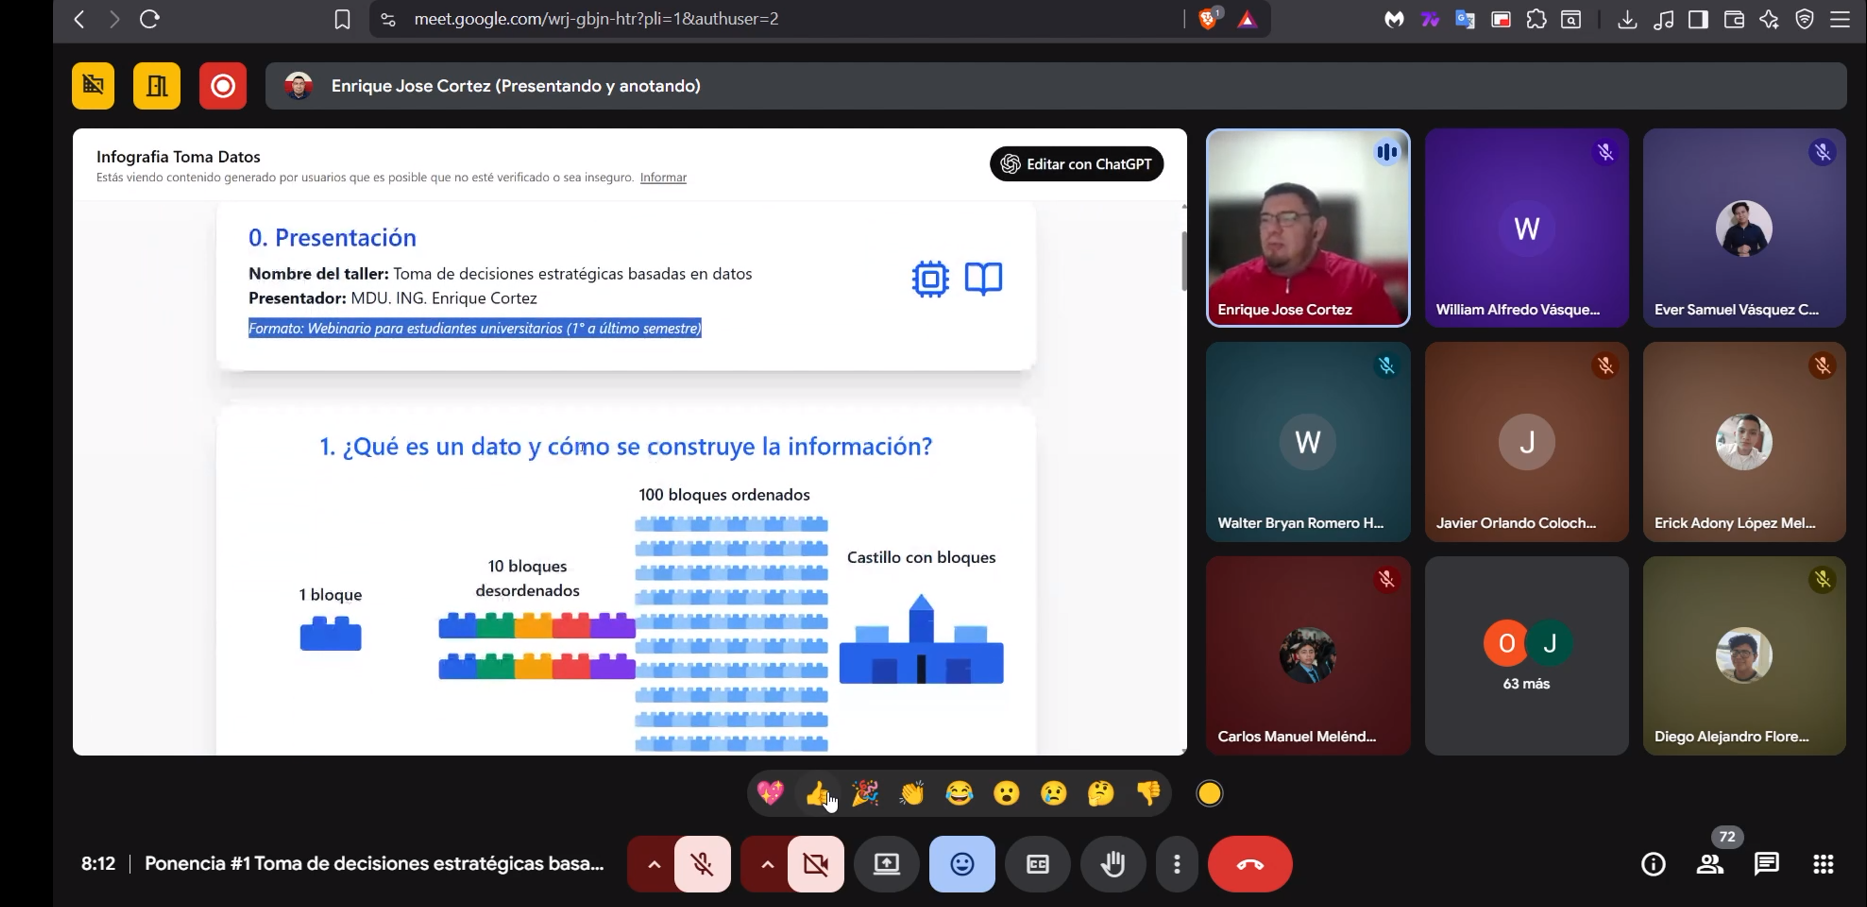 meet.google.com/wrj-gbjn-htr?pli=1&authuser=2
1
Enrique Jose Cortez (Presentando y anotando)
Infografia Toma Datos
Estás viendo contenido generado por usuarios que es posible que no esté verificado o sea inseguro. Informar
Editar con ChatGPT
0. Presentación
Nombre del taller: Toma de decisiones estratégicas basadas en datos
Presentador: MDU. ING. Enrique Cortez
Formato: Webinario para estudiantes universitarios (1° a último semestre)
1. ¿Qué es un dato y cómo se construye la información?
1 bloque
10 bloques
desordenados
100 bloques ordenados
Castillo con bloques
Enrique Jose Cortez
W
William Alfredo Vásque...
Ever Samuel Vásquez C...
W
Walter Bryan Romero H...
J
Javier Orlando Coloch...
Erick Adony López Mel...
Carlos Manuel Melénd...
O J
63 más
Diego Alejandro Flore...
8:12 | Ponencia #1 Toma de decisiones estratégicas basa...
CC
72